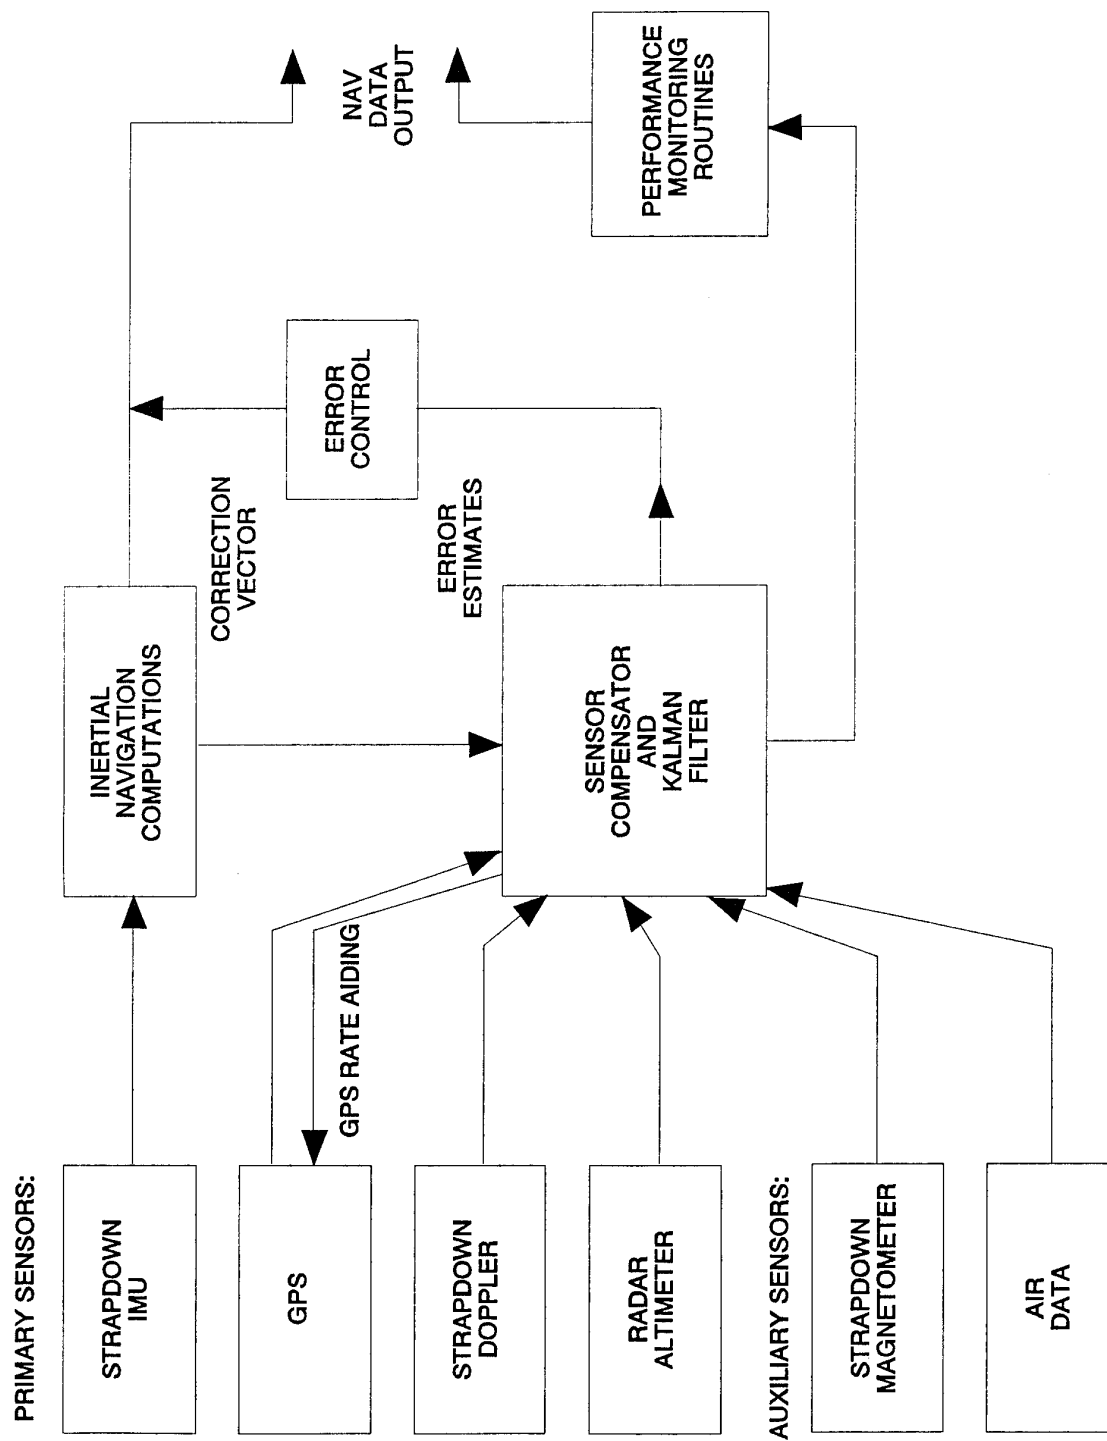 PRIMARY SENSORS:
STRAPDOWN
IMU
GPS
STRAPDOWN
DOPPLER
RADAR
ALTIMETER
AUXILIARY SENSORS:
STRAPDOWN
MAGNETOMETER
AIR
DATA
GPS RATE AIDING
INERTIAL
NAVIGATION
COMPUTATIONS
SENSOR
COMPENSATOR
AND
KALMAN
FILTER
CORRECTION
VECTOR
ERROR
ESTIMATES
ERROR
CONTROL
NAV
DATA
OUTPUT
PERFORMANCE
MONITORING
ROUTINES